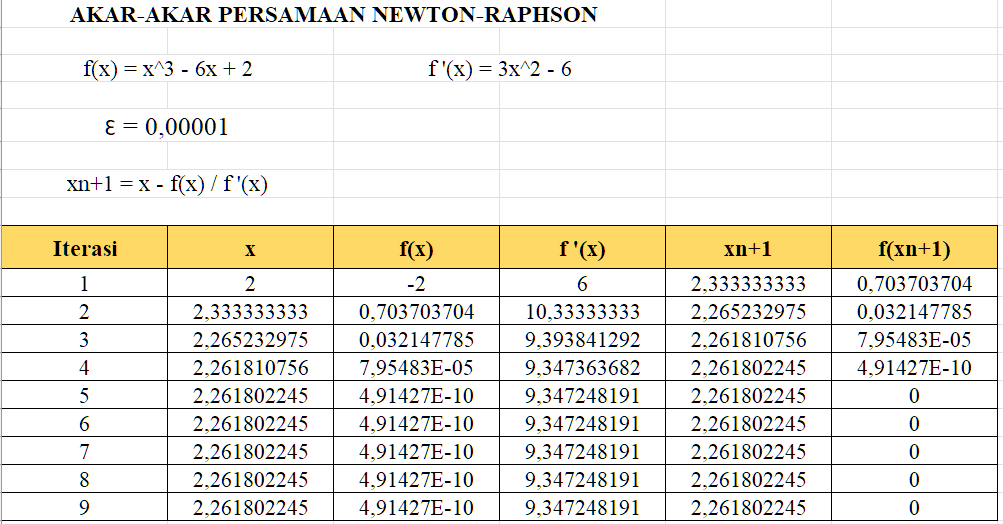 AKAR-AKAR PERSAMAAN NEWTON-RAPHSON
f(x) = x^3 - 6x + 2 f '(x) = 3x^2 - 6
Ɛ = 0,00001
xn+1 = x - f(x) / f '(x)
Iterasi x f(x) f '(x) xn+1 f(xn+1)
1 2 -2 6 2,333333333 0,703703704
2 2,333333333 0,703703704 10,33333333 2,265232975 0,032147785
3 2,265232975 0,032147785 9,393841292 2,261810756 7,95483E-05
4 2,261810756 7,95483E-05 9,347363682 2,261802245 4,91427E-10
5 2,261802245 4,91427E-10 9,347248191 2,261802245 0
6 2,261802245 4,91427E-10 9,347248191 2,261802245 0
7 2,261802245 4,91427E-10 9,347248191 2,261802245 0
8 2,261802245 4,91427E-10 9,347248191 2,261802245 0
9 2,261802245 4,91427E-10 9,347248191 2,261802245 0